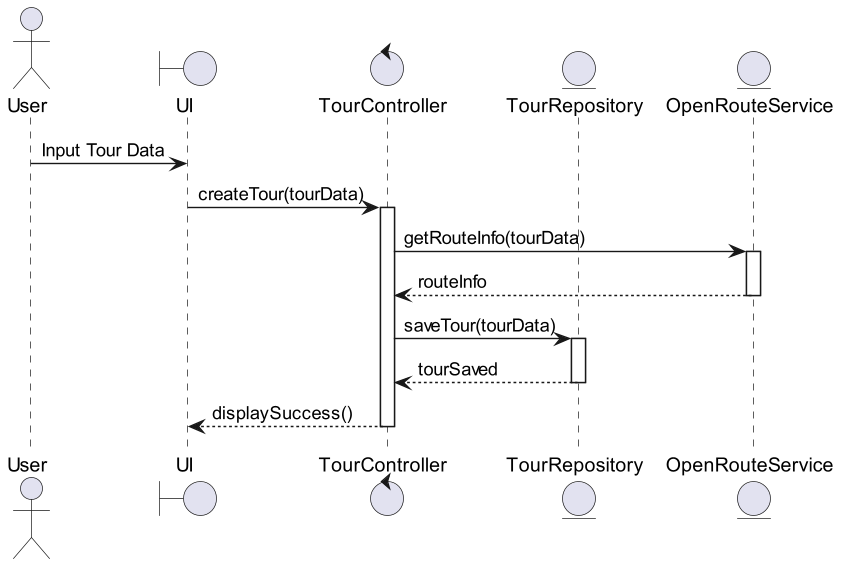 User
UI
TourController
TourRepository
OpenRouteService
Input Tour Data
createTour(tourData)
getRouteInfo(tourData)
routeInfo
saveTour(tourData)
tourSaved
displaySuccess()
User
UI
TourController
TourRepository
OpenRouteService